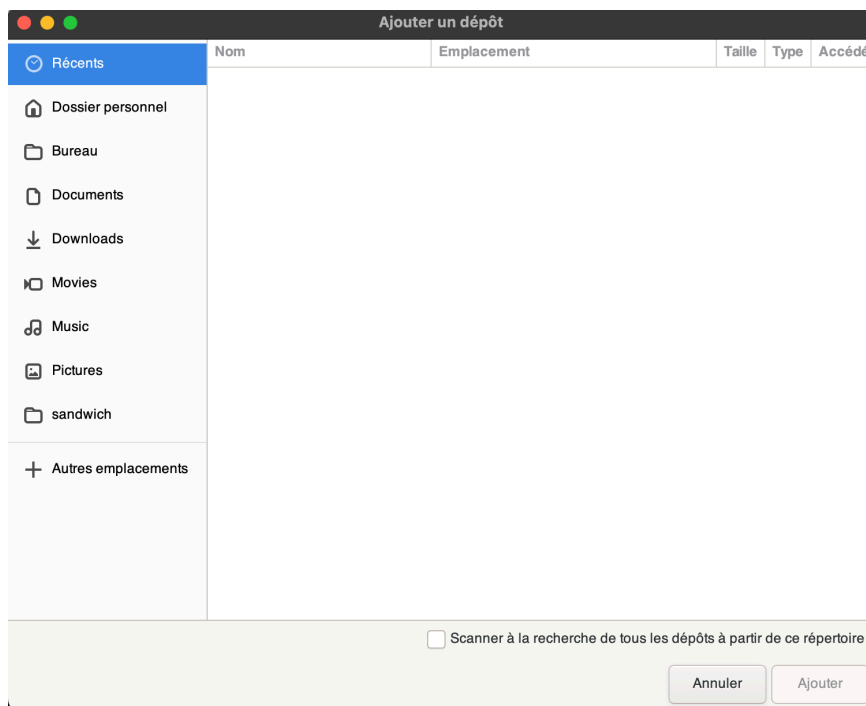 Ajouter un dépôt
Nom Emplacement Taille Type Accédé
Récents
Dossier personnel
Bureau
Documents
Downloads
Movies
Music
Pictures
sandwich
Autres emplacements
Scanner à la recherche de tous les dépôts à partir de ce répertoire
Annuler Ajouter